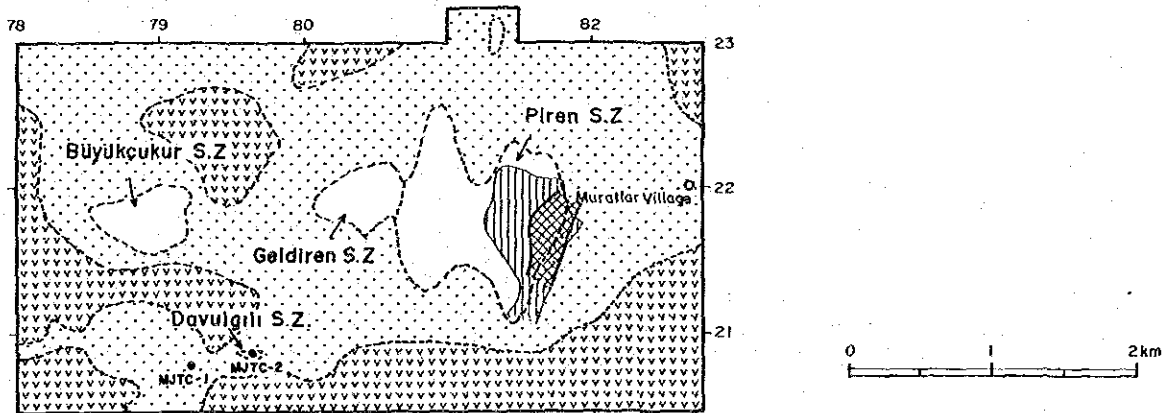 78 79 80 82
23
Piren S.Z
Büyükçukur S.Z
22
Muratlar Village
Geldiren S.Z
Davulgılı S.Z.
21
MJTC-1 MJTC-2
0 1 2km